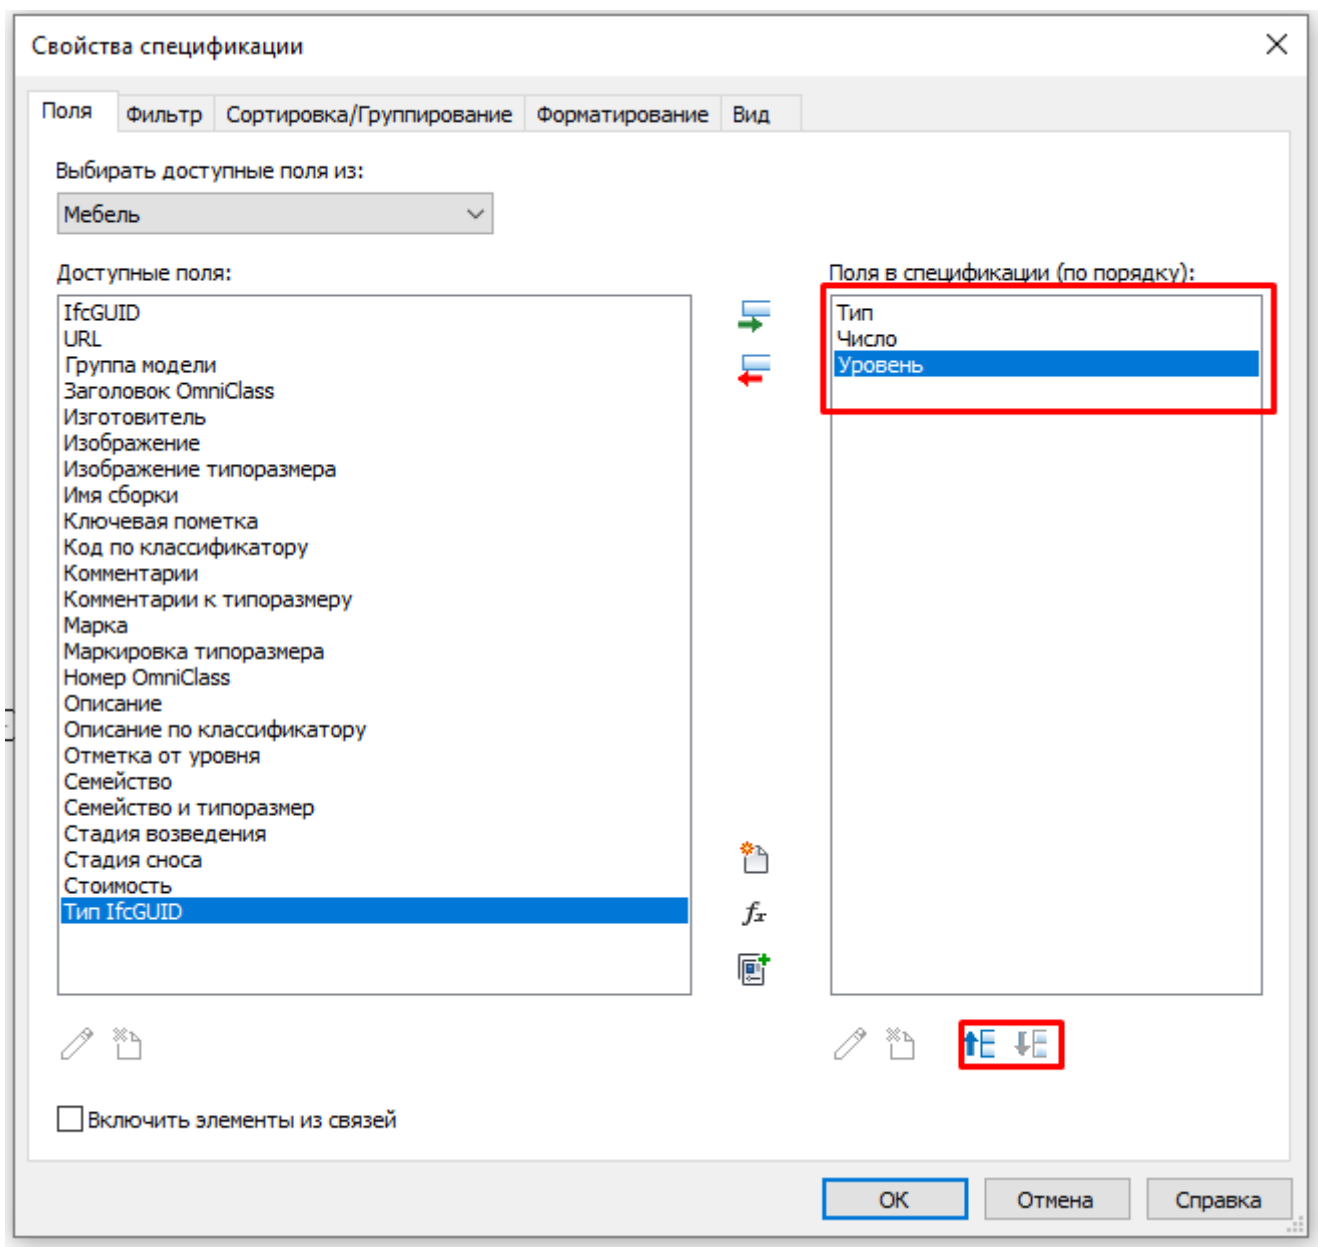 Свойства спецификации
Поля Фильтр Сортировка/Группирование Форматирование Вид
Выбирать доступные поля из:
Мебель
Доступные поля:
IfcGUID
URL
Группа модели
Заголовок OmniClass
Изготовитель
Изображение
Изображение типоразмера
Имя сборки
Ключевая пометка
Код по классификатору
Комментарии
Комментарии к типоразмеру
Марка
Маркировка типоразмера
Номер OmniClass
Описание
Описание по классификатору
Отметка от уровня
Семейство
Семейство и типоразмер
Стадия возведения
Стадия сноса
Стоимость
Тип IfcGUID
fx
Поля в спецификации (по порядку):
Тип
Число
Уровень
Включить элементы из связей
ОК Отмена Справка